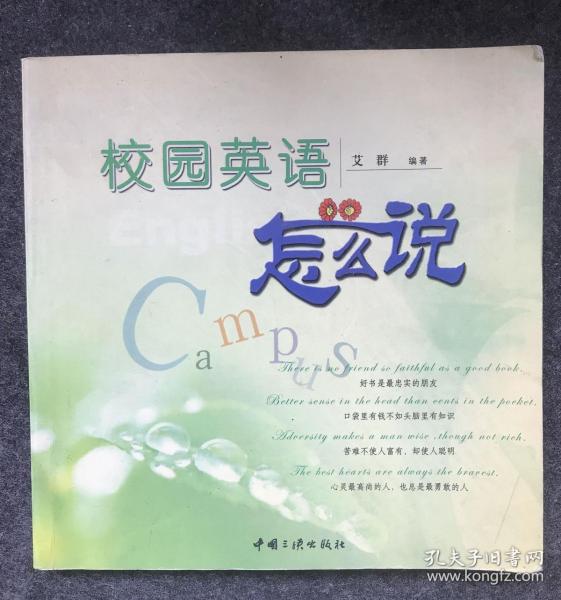 校园英语
艾群 编著
English
怎么说
Campus
There is no friend so faithful as a good book.
好书是最忠实的朋友
Better sense in the head than cents in the pocket.
口袋里有钱不如头脑里有知识
Adversity makes a man wise, though not rich.
苦难不使人富有，却使人聪明
The best hearts are always the bravest.
心灵最高尚的人，也总是最勇敢的人
中国三峡出版社
孔夫子旧书网
www.kongfz.com